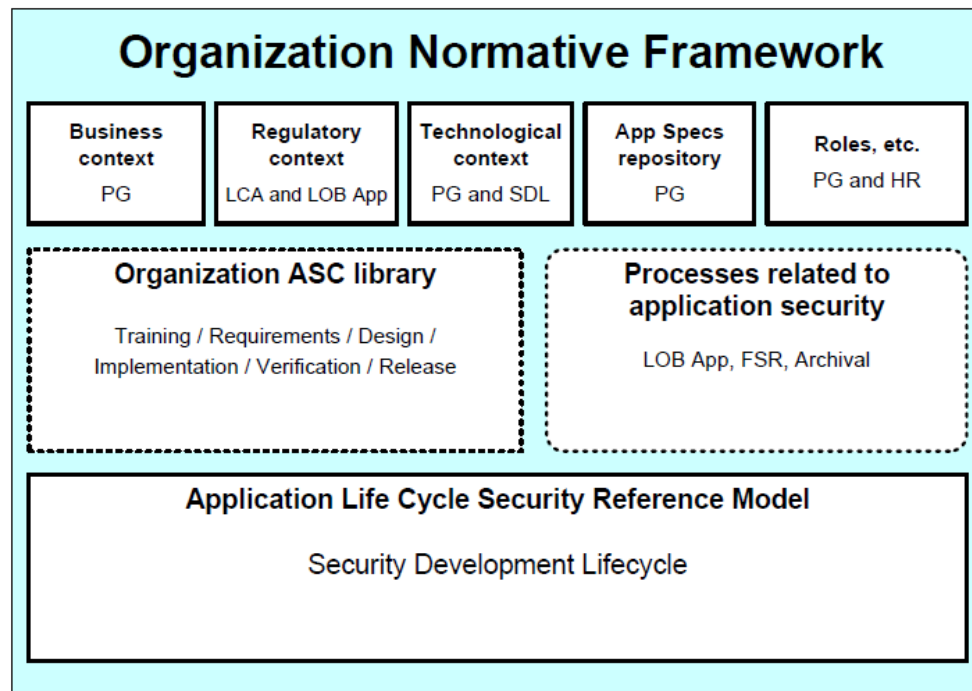 Organization Normative Framework
Business
context
PG
Regulatory
context
LCA and LOB App
Technological
context
PG and SDL
App Specs
repository
PG
Roles, etc.
PG and HR
Organization ASC library
Training / Requirements / Design /
Implementation / Verification / Release
Processes related to
application security
LOB App, FSR, Archival
Application Life Cycle Security Reference Model
Security Development Lifecycle